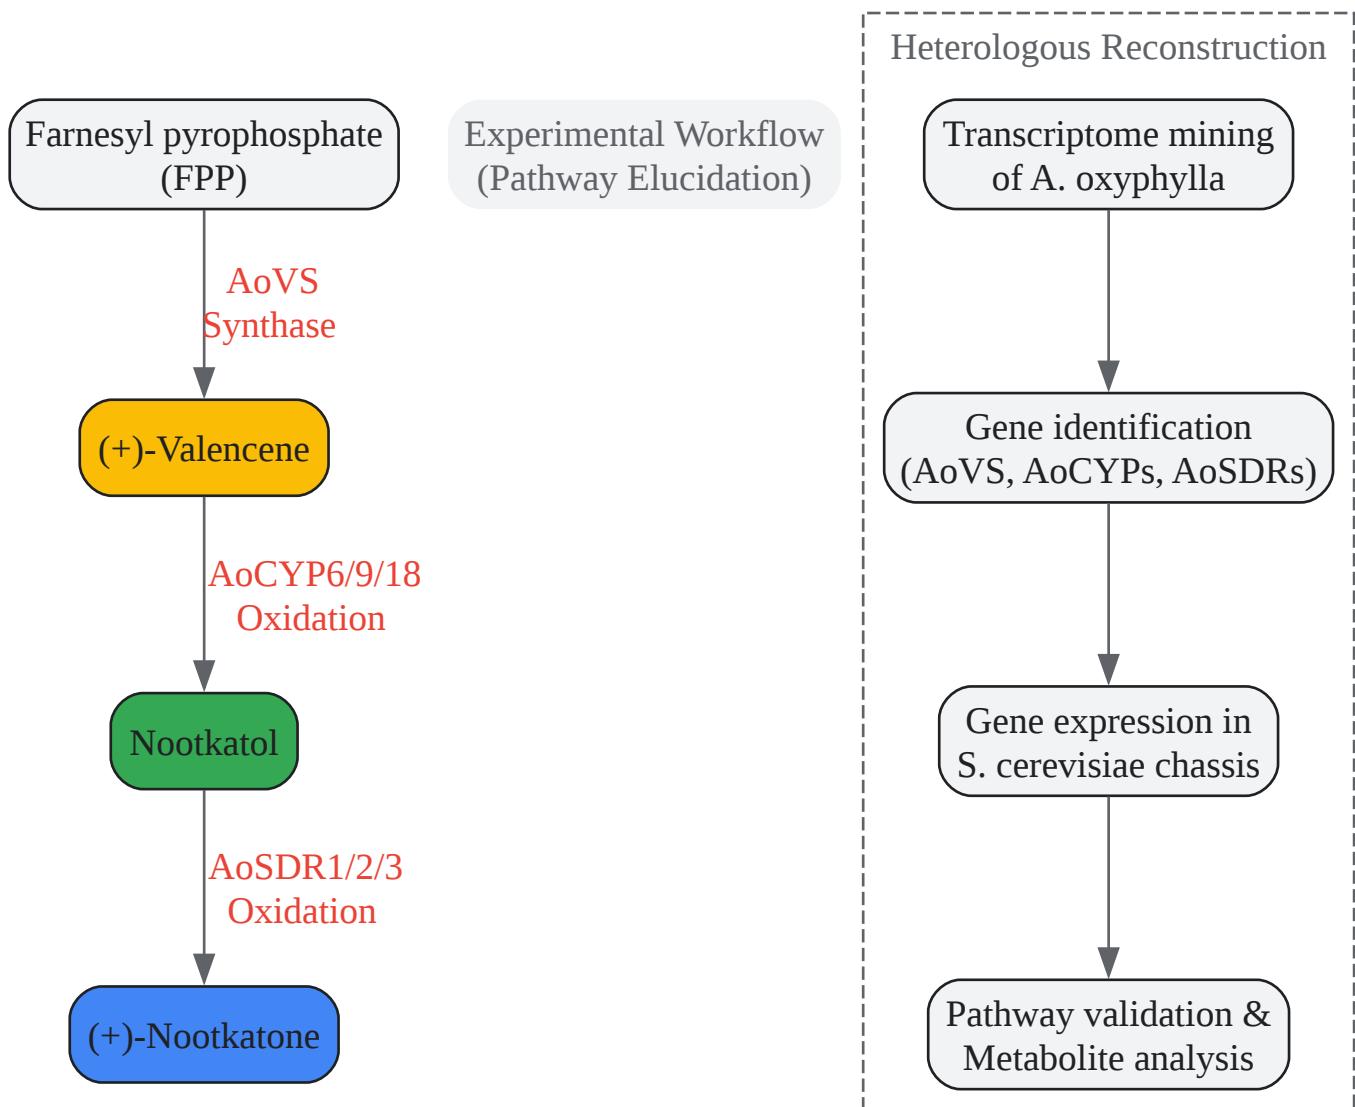 Farnesyl pyrophosphate
(FPP)
AoVS
Synthase
(+)-Valencene
AoCYP6/9/18
Oxidation
Nootkatol
AoSDR1/2/3
Oxidation
(+)-Nootkatone
Experimental Workflow
(Pathway Elucidation)
Heterologous Reconstruction
Transcriptome mining
of A. oxyphylla
Gene identification
(AoVS, AoCYPs, AoSDRs)
Gene expression in
S. cerevisiae chassis
Pathway validation &
Metabolite analysis